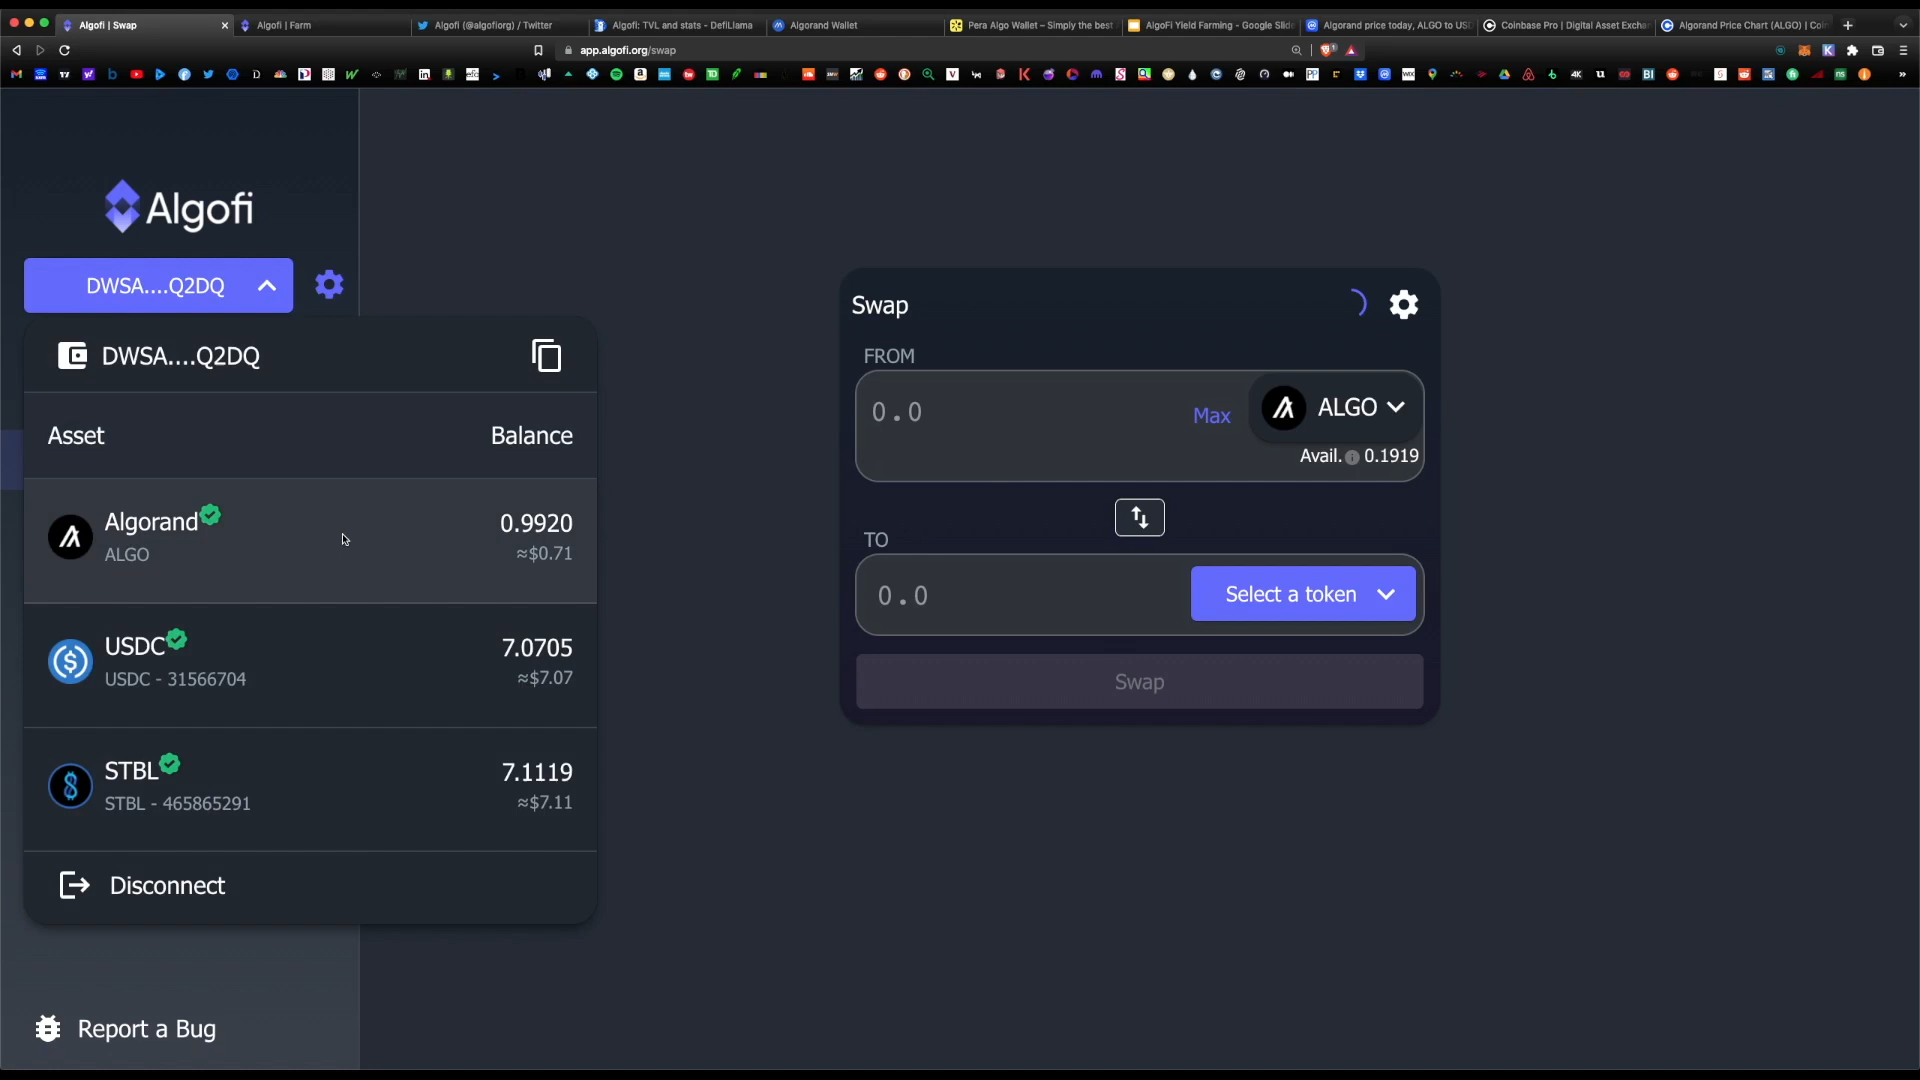 Algofi | Swap
Algofi | Farm
Algofi (@algofiorg) / Twitter
Algofi: TVL and stats - DefiLlama
Algorand Wallet
Pera Algo Wallet – Simply the best
AlgoFi Yield Farming - Google Slide
Algorand price today, ALGO to USD
Coinbase Pro | Digital Asset Exchan
Algorand Price Chart (ALGO) | Coin
app.algofi.org/swap
Algofi
DWSA....Q2DQ
DWSA....Q2DQ
Asset
Balance
Algorand
0.9920
ALGO
≈$0.71
USDC
7.0705
USDC - 31566704
≈$7.07
STBL
7.1119
STBL - 465865291
≈$7.11
Disconnect
Report a Bug
Swap
FROM
0.0
Max
ALGO
Avail. 0.1919
TO
0.0
Select a token
Swap